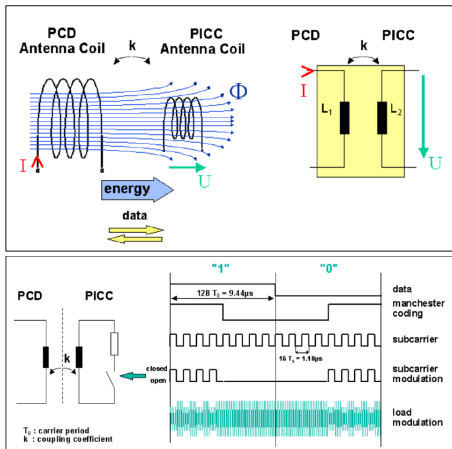 PCD
Antenna Coil
k
PICC
Antenna Coil
Φ
I
U
energy
data
PCD
k
PICC
I
L1
L2
U
PCD
PICC
k
closed
open
T0 : carrier period
k : coupling coefficient
"1"
"0"
128 T0 = 9.44µs
data
manchester
coding
subcarrier
16 T0 = 1.18µs
subcarrier
modulation
load
modulation